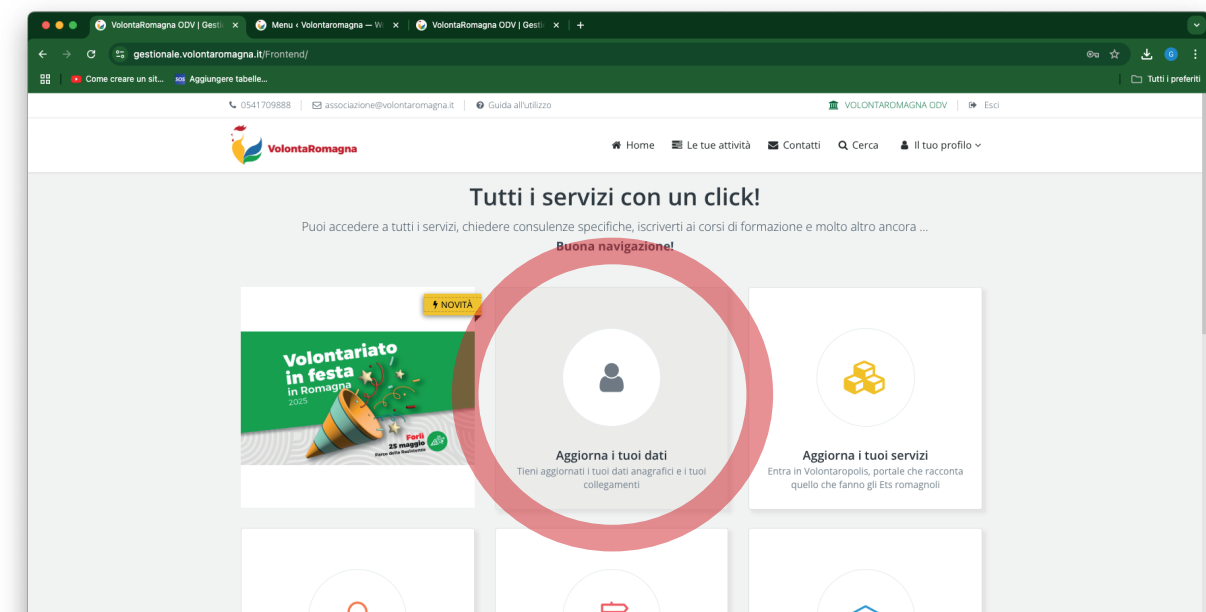 VolontaRomagna ODV | Gesti
Menu ‹ Volontaromagna — W
VolontaRomagna ODV | Gesti
gestionale.volontaromagna.it/Frontend/
Come creare un sit...
SOS Aggiungere tabelle...
Tutti i preferiti
0541709888
associazione@volontaromagna.it
Guida all'utilizzo
VOLONTAROMAGNA ODV
Esci
VolontaRomagna
Home
Le tue attività
Contatti
Cerca
Il tuo profilo
Tutti i servizi con un click!
Puoi accedere a tutti i servizi, chiedere consulenze specifiche, iscriverti ai corsi di formazione e molto altro ancora ...
Buona navigazione!
NOVITÀ
Volontariato
in festa
in Romagna
2025
Forlì
25 maggio
Parco della Resistenza
Aggiorna i tuoi dati
Tieni aggiornati i tuoi dati anagrafici e i tuoi
collegamenti
Aggiorna i tuoi servizi
Entra in Volontaropolis, portale che racconta
quello che fanno gli Ets romagnoli